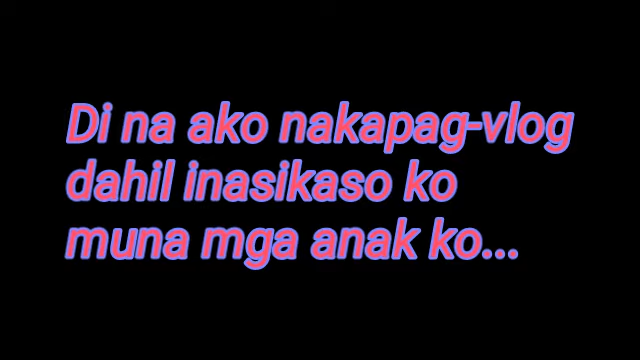 Di na ako nakapag-vlog
dahil inasikaso ko
muna mga anak ko...